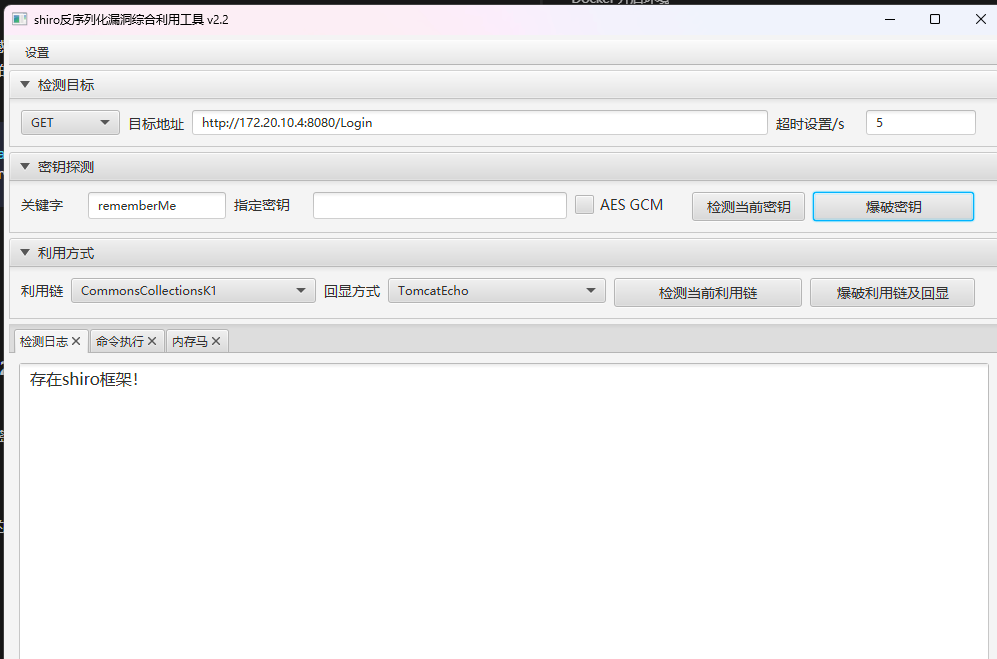 shiro反序列化漏洞综合利用工具 v2.2
设置
检测目标
GET 目标地址 http://172.20.10.4:8080/Login 超时设置/s 5
密钥探测
关键字 rememberMe 指定密钥 AES GCM 检测当前密钥 爆破密钥
利用方式
利用链 CommonsCollectionsK1 回显方式 TomcatEcho 检测当前利用链 爆破利用链及回显
检测日志 命令执行 内存马
存在shiro框架！